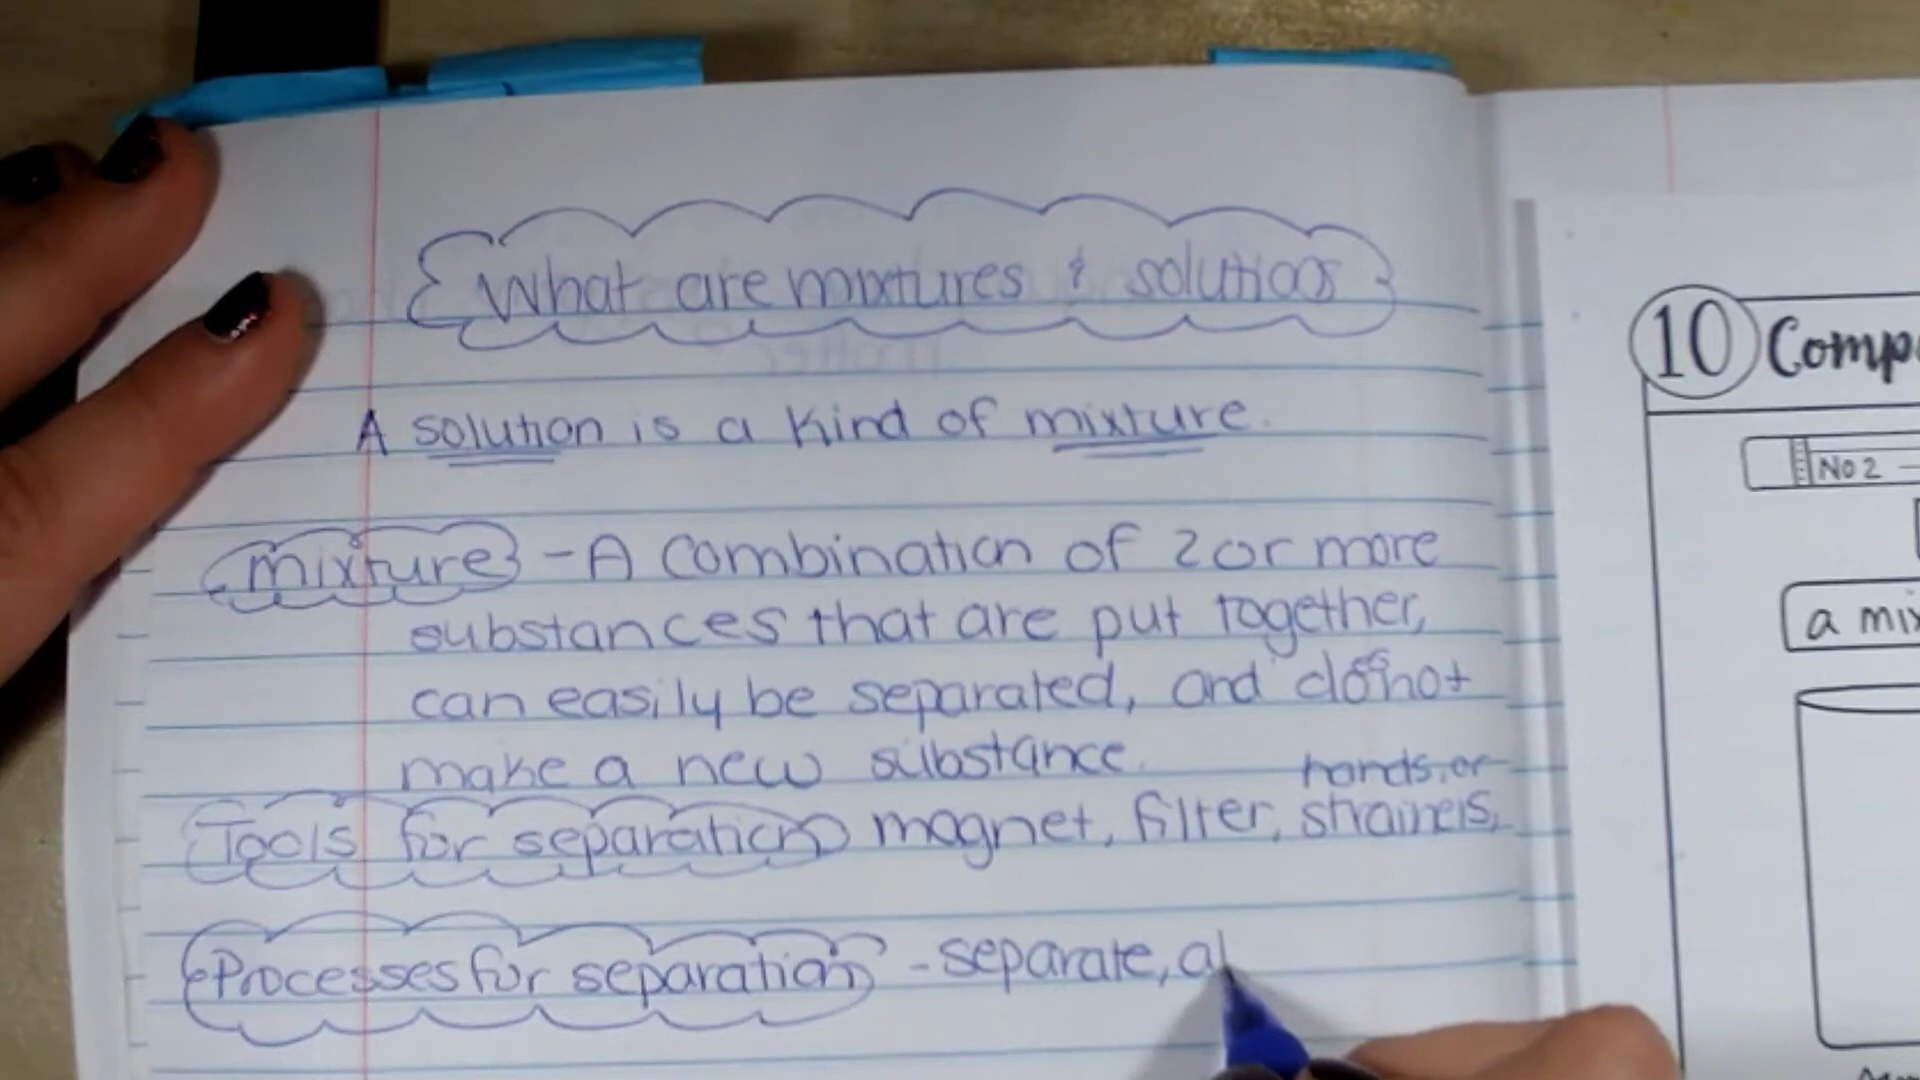 What are mixtures & solutions
A solution is a kind of mixture.
mixture - A combination of 2 or more
substances that are put together,
can easily be separated, and does not
make a new substance.
hands, or
Tools for separation magnet, filter, strainers,
Processes for separation - separate, al
10 Comp
No 2
a mix